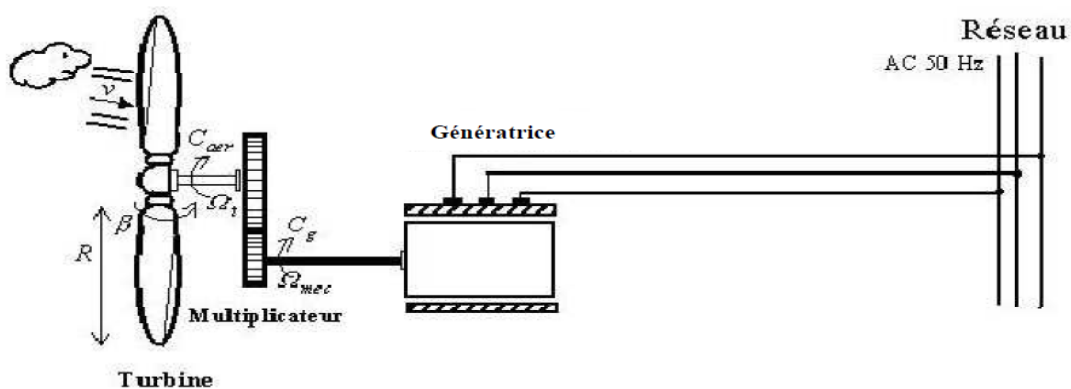 Réseau
AC 50 Hz
v
Génératrice
C_aer
Ω_t
β
R
C_g
Ω_mec
Multiplicateur
Turbine